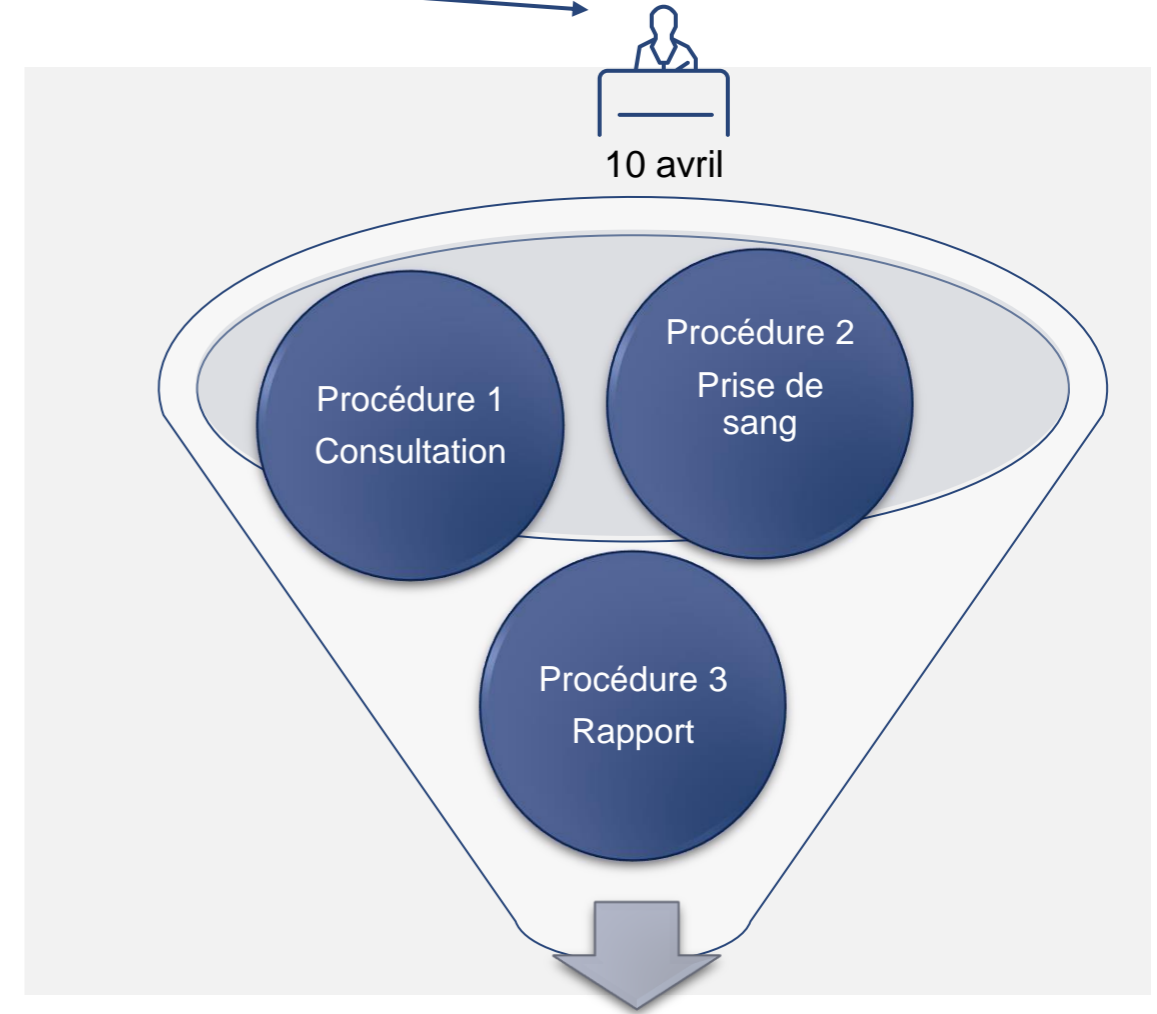 10 avril
Procédure 1
Consultation
Procédure 2
Prise de
sang
Procédure 3
Rapport